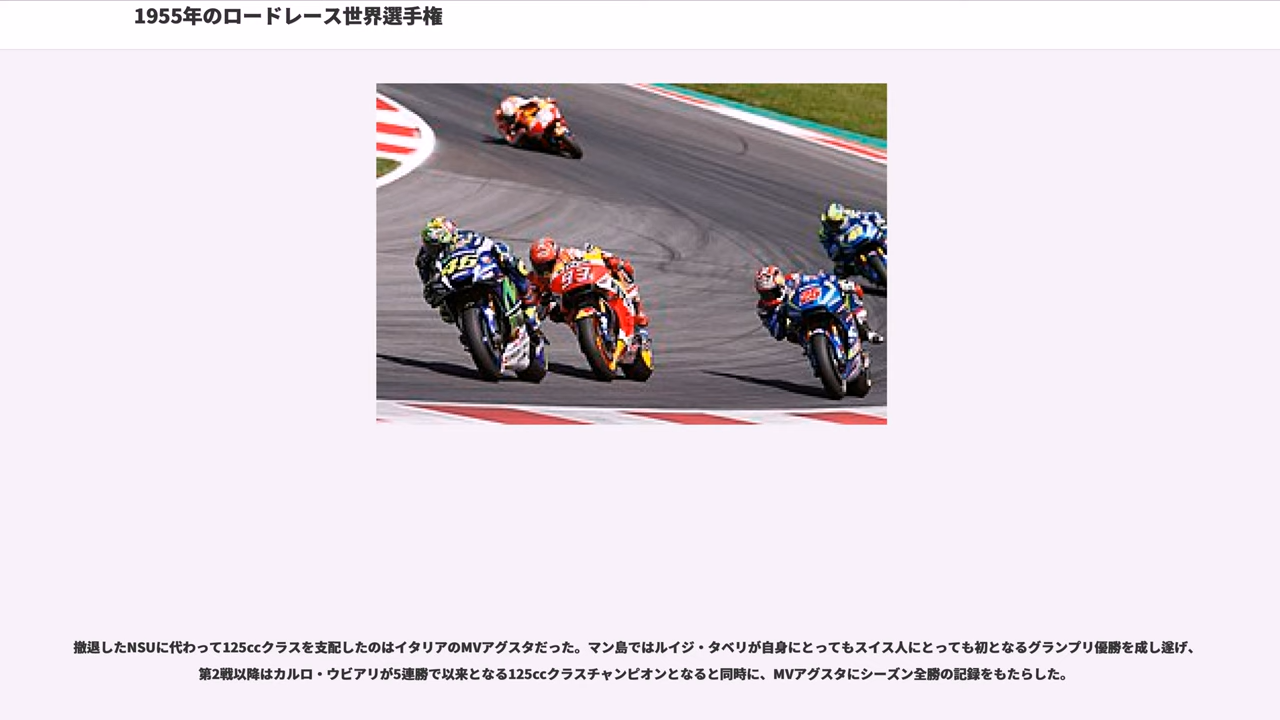 1955年のロードレース世界選手権
46
93
25
撤退したNSUに代わって125ccクラスを支配したのはイタリアのMVアグスタだった。マン島ではルイジ・タベリが自身にとってもスイス人にとっても初となるグランプリ優勝を成し遂げ、
第2戦以降はカルロ・ウビアリが5連勝で以来となる125ccクラスチャンピオンとなると同時に、MVアグスタにシーズン全勝の記録をもたらした。